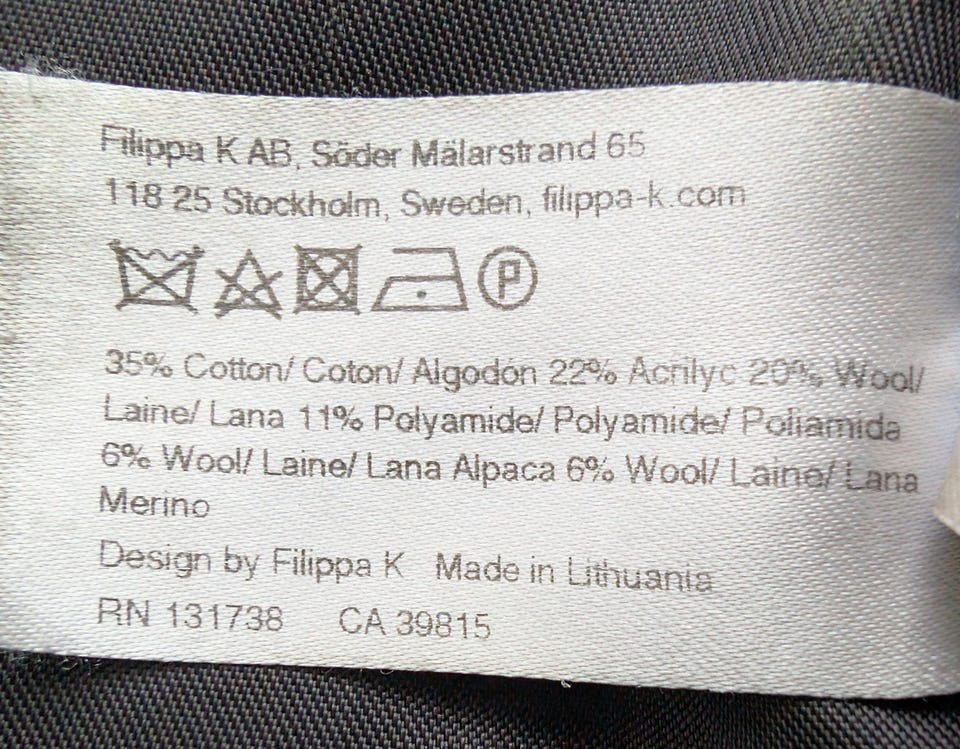 Filippa K AB, Söder Mälarstrand 65
118 25 Stockholm, Sweden, filippa-k.com
P
35% Cotton/ Coton/ Algodón 22% Acrilyc 20% Wool/
Laine/ Lana 11% Polyamide/ Polyamide/ Poliamida
6% Wool/ Laine/ Lana Alpaca 6% Wool/ Laine/ Lana
Merino
Design by Filippa K Made in Lithuania
RN 131738 CA 39815